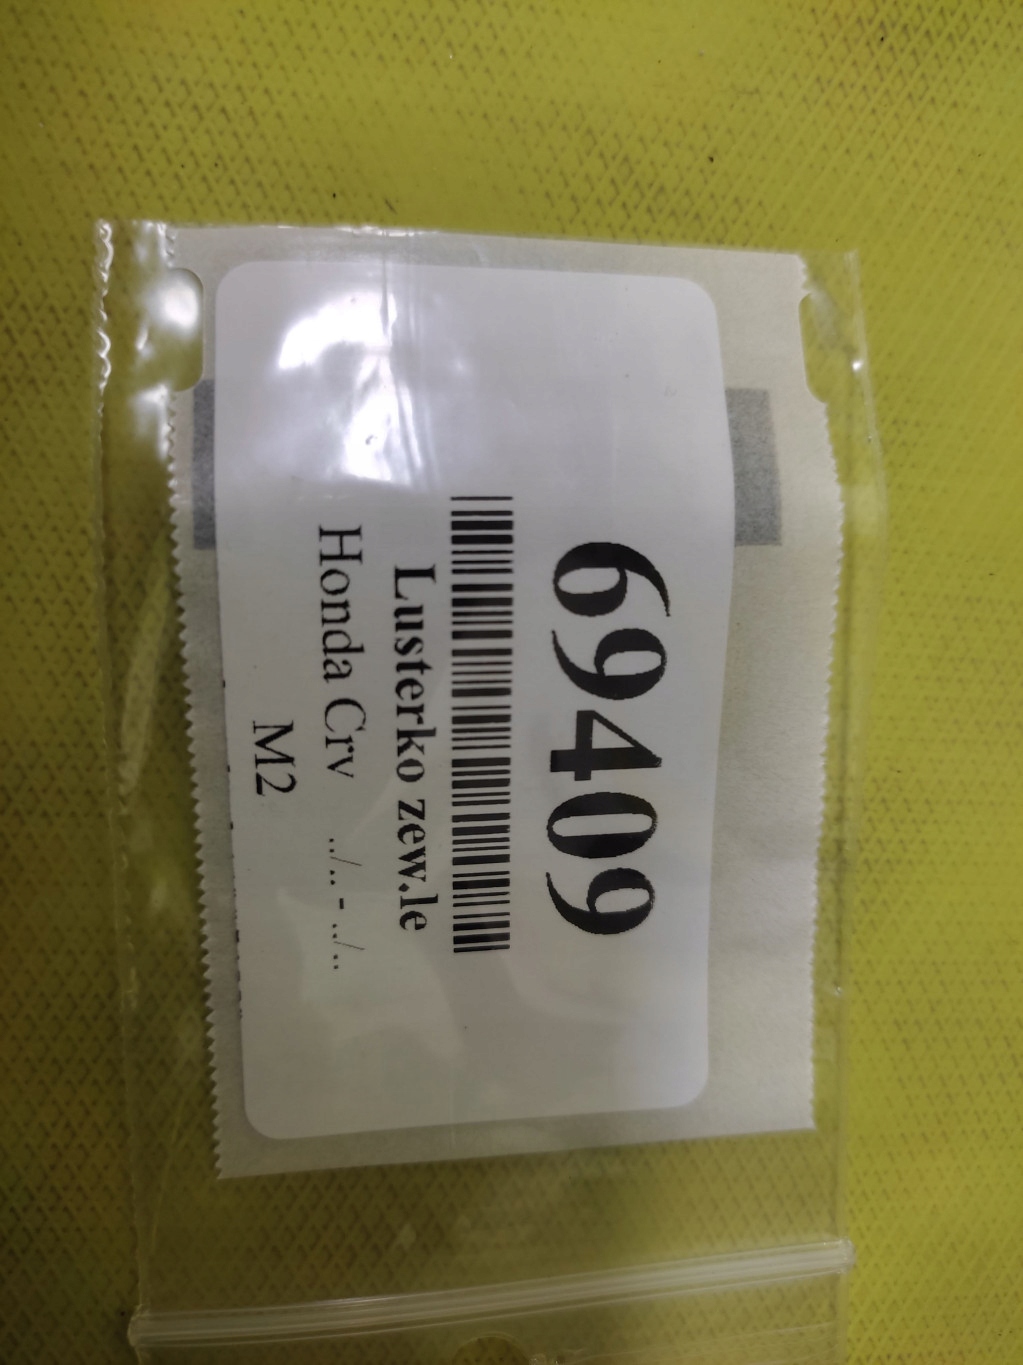 69409
Lusterko zew.le
Honda Crv ../.. - ../..
M2